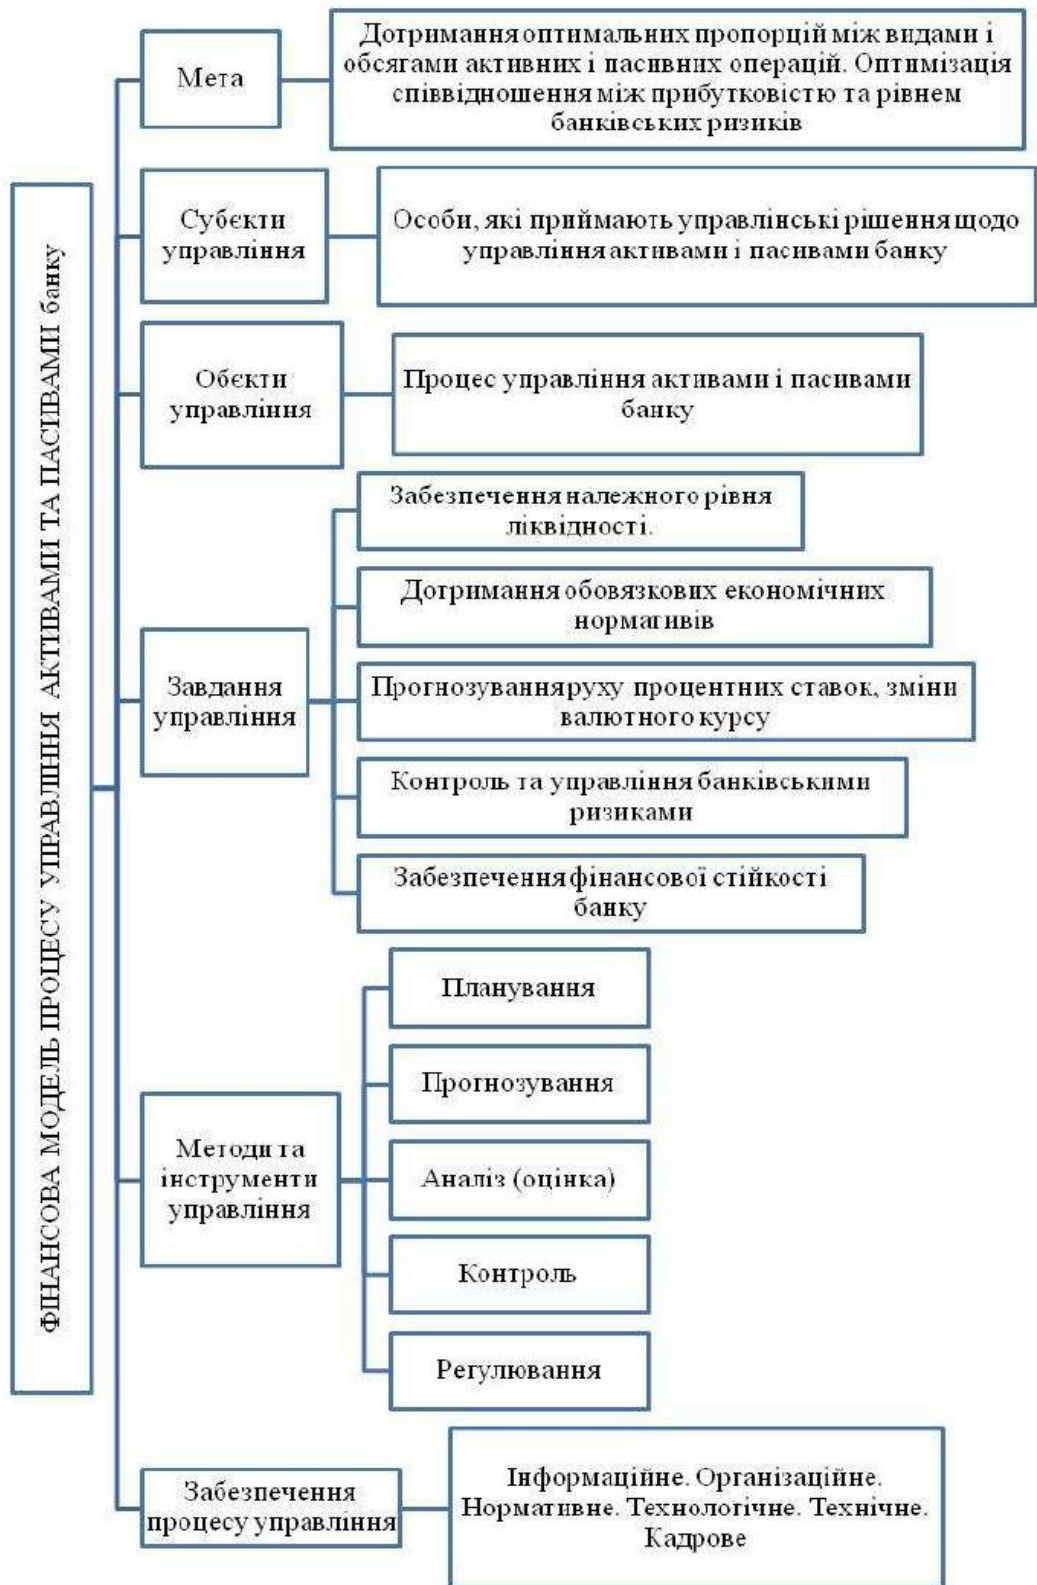 ФІНАНСОВА МОДЕЛЬ ПРОЦЕСУ УПРАВЛІННЯ АКТИВАМИ ТА ПАСИВАМИ банку
Мета
Дотримання оптимальних пропорцій між видами і
обсягами активних і пасивних операцій. Оптимізація
співвідношення між прибутковістю та рівнем
банківських ризиків
Субєкти
управління
Особи, які приймають управлінські рішення щодо
управління активами і пасивами банку
Обєкти
управління
Процес управління активами і пасивами
банку
Завдання
управління
Забезпечення належного рівня
ліквідності.
Дотримання обовязкових економічних
нормативів
Прогнозування руху процентних ставок, зміни
валютного курсу
Контроль та управління банківськими
ризиками
Забезпечення фінансової стійкості
банку
Методи та
інструменти
управління
Планування
Прогнозування
Аналіз (оцінка)
Контроль
Регулювання
Забезпечення
процесу управління
Інформаційне. Організаційне.
Нормативне. Технологічне. Технічне.
Кадрове